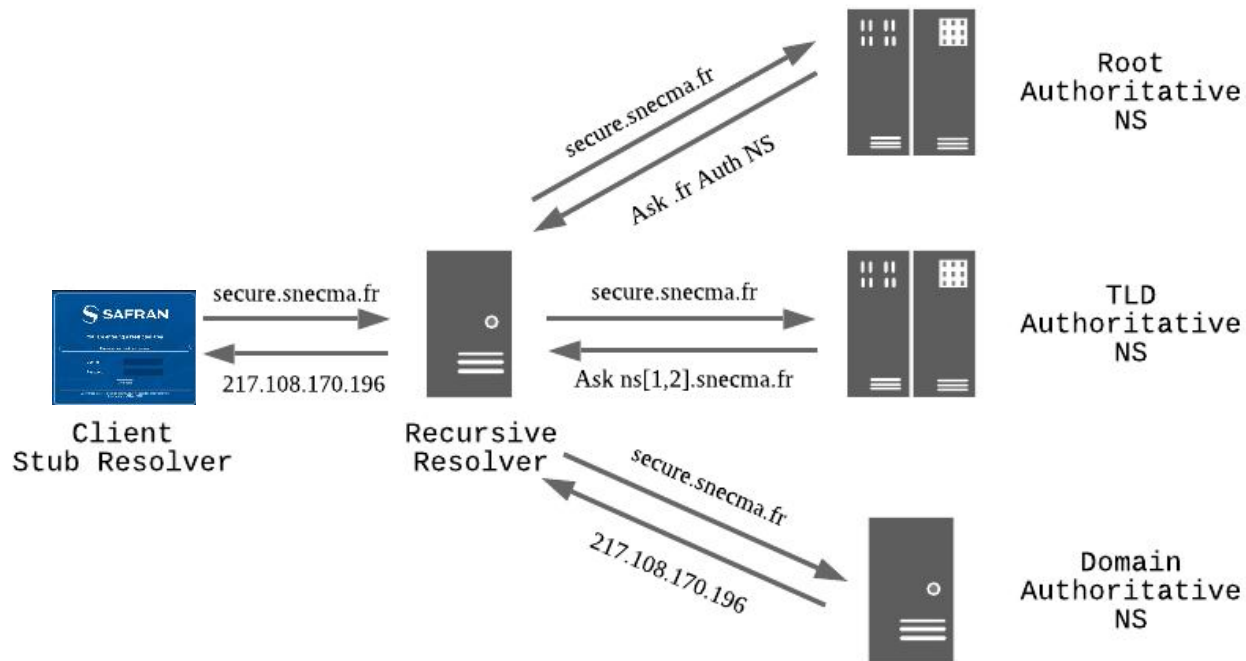 secure.snecma.fr
Ask .fr Auth NS
Root
Authoritative
NS
SAFRAN
secure.snecma.fr
217.108.170.196
Client
Stub Resolver
Recursive
Resolver
secure.snecma.fr
Ask ns[1,2].snecma.fr
TLD
Authoritative
NS
secure.snecma.fr
217.108.170.196
Domain
Authoritative
NS